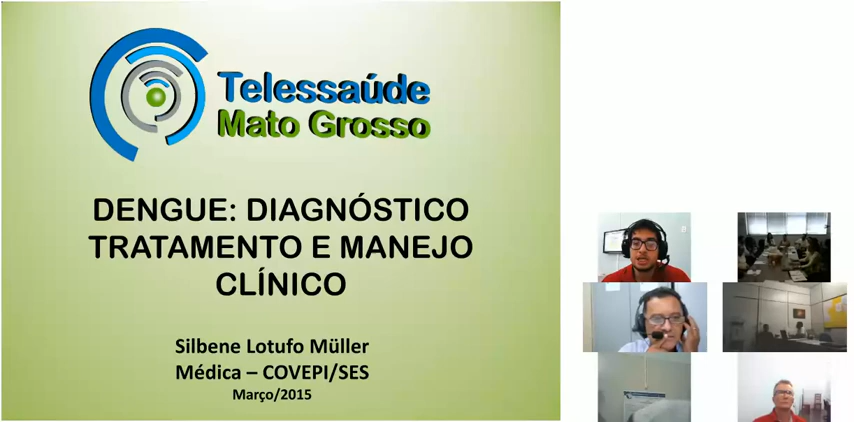 Telessaúde
Mato Grosso
DENGUE: DIAGNÓSTICO
TRATAMENTO E MANEJO
CLÍNICO
Silbene Lotufo Müller
Médica – COVEPI/SES
Março/2015